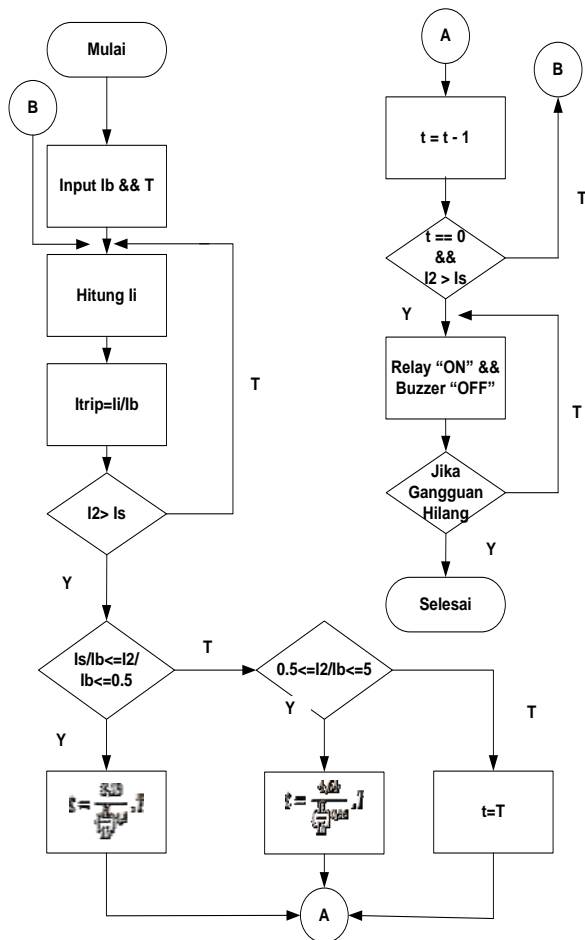 Mulai
B
Input Ib && T
Hitung Ii
Itrip=Ii/Ib
T
I2> Is
Y
Is/Ib<=I2/
Ib<=0.5
T
0.5<=I2/Ib<=5
T
Y
Y
t=T
A
A
B
t = t - 1
T
t == 0
&&
I2 > Is
Y
Relay “ON” &&
Buzzer “OFF”
T
Jika
Gangguan
Hilang
Y
Selesai